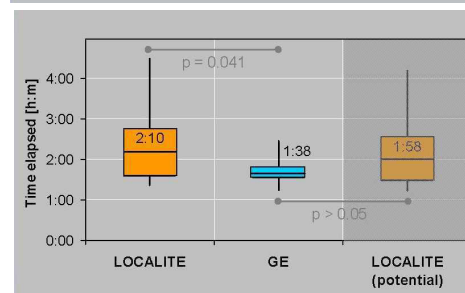 Time elapsed [h:m]
4:00
3:00
2:00
1:00
0:00
p = 0.041
2:10
1:38
1:58
p > 0.05
LOCALITE
GE
LOCALITE
(potential)